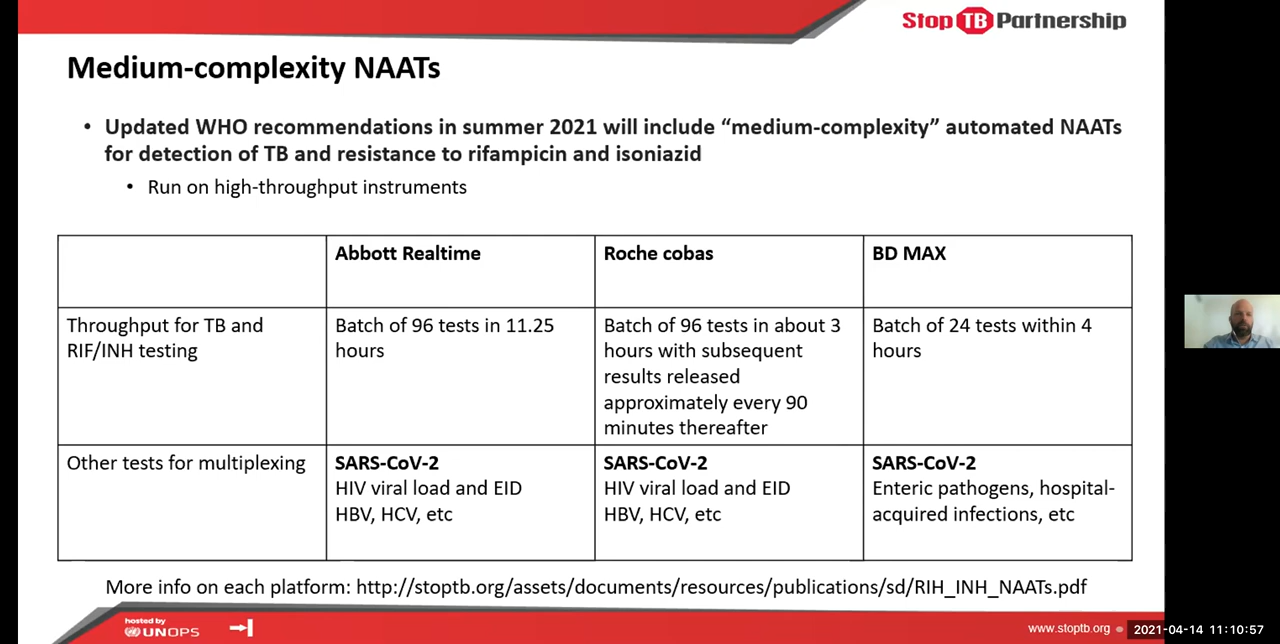 Stop TB Partnership
Medium-complexity NAATs
• Updated WHO recommendations in summer 2021 will include “medium-complexity” automated NAATs
for detection of TB and resistance to rifampicin and isoniazid
• Run on high-throughput instruments
Abbott Realtime
Roche cobas
BD MAX
Throughput for TB and
RIF/INH testing
Batch of 96 tests in 11.25
hours
Batch of 96 tests in about 3
hours with subsequent
results released
approximately every 90
minutes thereafter
Batch of 24 tests within 4
hours
Other tests for multiplexing
SARS-CoV-2
HIV viral load and EID
HBV, HCV, etc
SARS-CoV-2
HIV viral load and EID
HBV, HCV, etc
SARS-CoV-2
Enteric pathogens, hospital-
acquired infections, etc
More info on each platform: http://stoptb.org/assets/documents/resources/publications/sd/RIH_INH_NAATs.pdf
hosted by
UNOPS
www.stoptb.org
2021-04-14 11:10:57